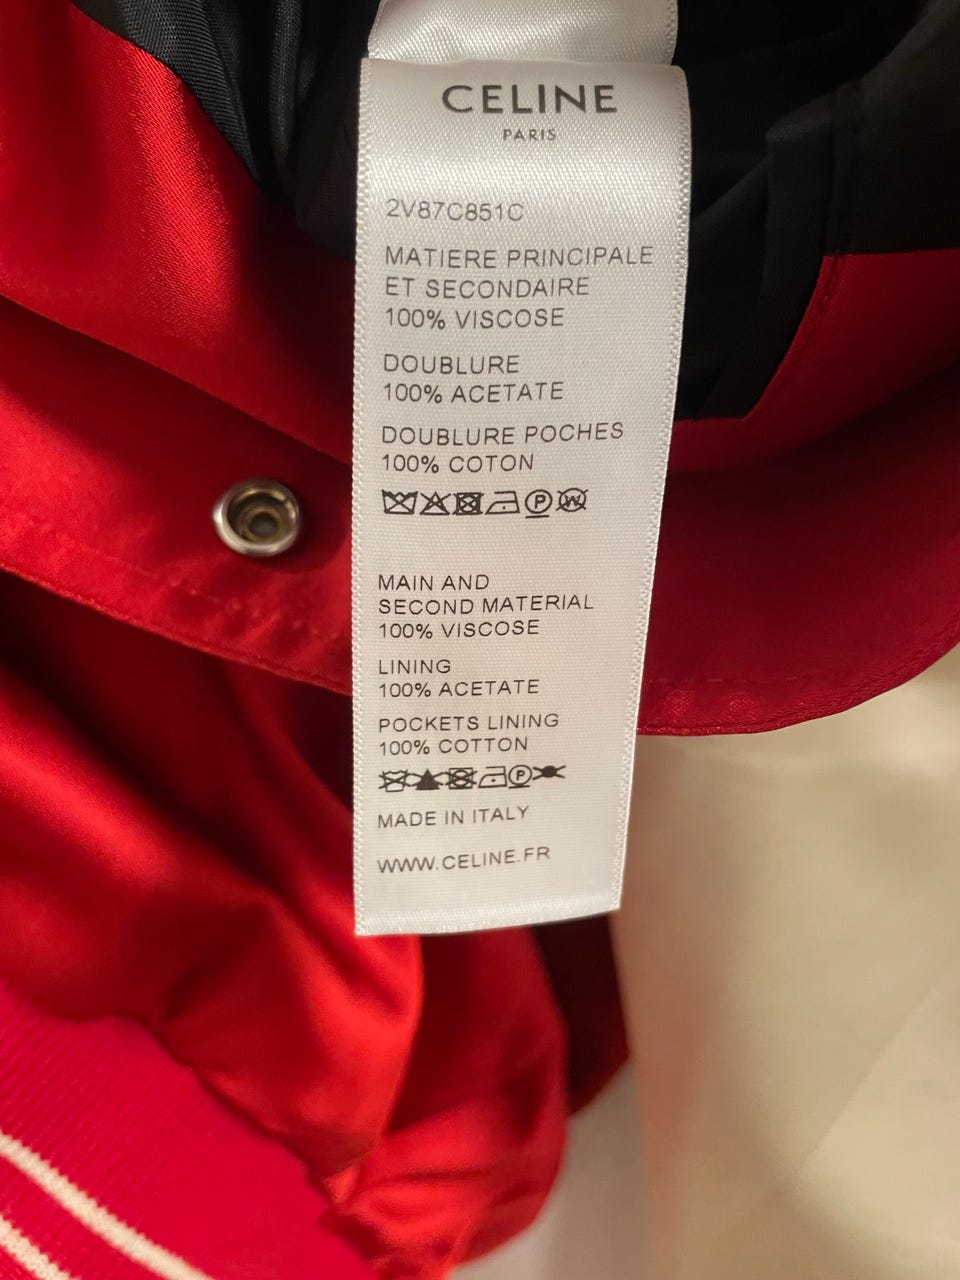 CELINE
PARIS
2V87C851C
MATIERE PRINCIPALE
ET SECONDAIRE
100% VISCOSE
DOUBLURE
100% ACETATE
DOUBLURE POCHES
100% COTON
P W
MAIN AND
SECOND MATERIAL
100% VISCOSE
LINING
100% ACETATE
POCKETS LINING
100% COTTON
P
MADE IN ITALY
WWW.CELINE.FR